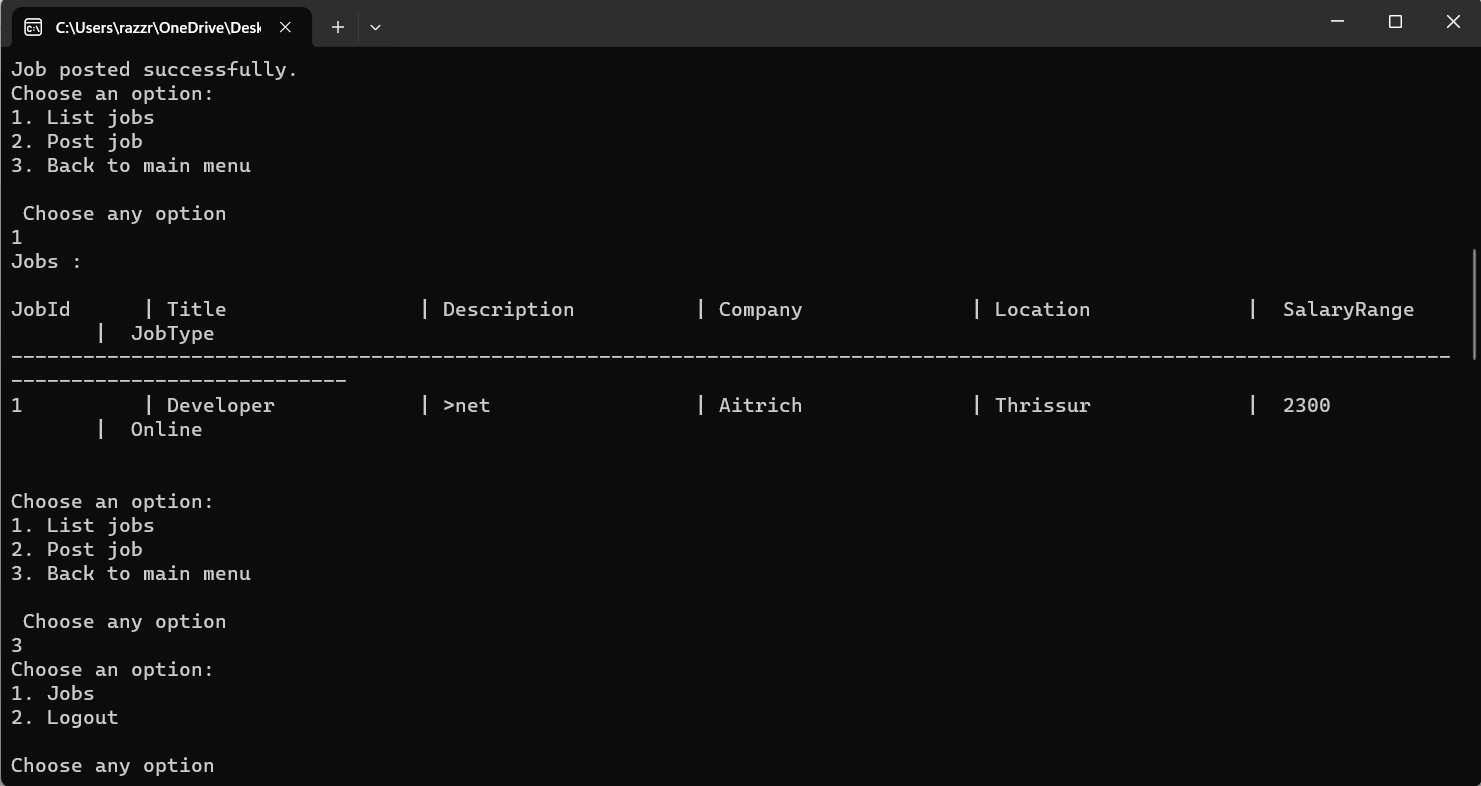 C:\Users\razzr\OneDrive\Desk
Job posted successfully.
Choose an option:
1. List jobs
2. Post job
3. Back to main menu
Choose any option
1
Jobs :
JobId | Title | Description | Company | Location | SalaryRange
| JobType
------------------------------------------------------------------------------------------------------------------------
----------------------------
1 | Developer | >net | Aitrich | Thrissur | 2300
| Online
Choose an option:
1. List jobs
2. Post job
3. Back to main menu
Choose any option
3
Choose an option:
1. Jobs
2. Logout
Choose any option